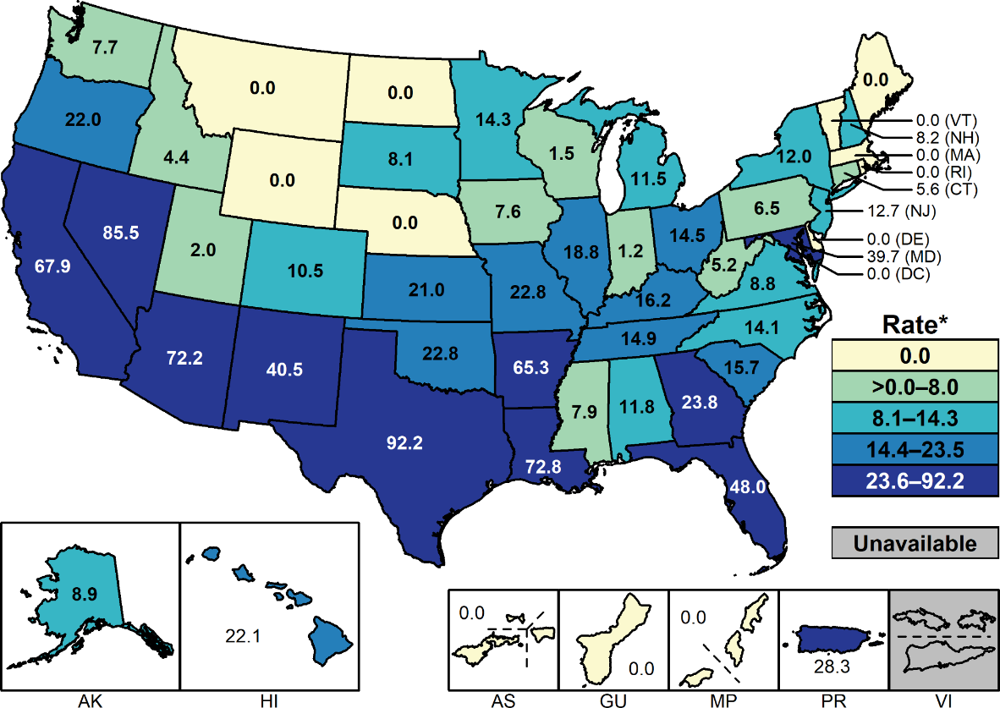 7.7
0.0
0.0
0.0
14.3
22.0
0.0 (VT)
8.2 (NH)
4.4
8.1
1.5
12.0
0.0 (MA)
0.0
11.5
0.0 (RI)
5.6 (CT)
7.6
6.5
12.7 (NJ)
85.5
0.0
14.5
0.0 (DE)
2.0
18.8
1.2
39.7 (MD)
67.9
10.5
5.2
0.0 (DC)
21.0
22.8
16.2
8.8
14.1
Rate*
72.2
40.5
22.8
65.3
14.9
15.7
0.0
>0.0–8.0
7.9
11.8
23.8
8.1–14.3
92.2
14.4–23.5
72.8
48.0
23.6–92.2
Unavailable
8.9
22.1
0.0
0.0
0.0
28.3
AK
HI
AS
GU
MP
PR
VI